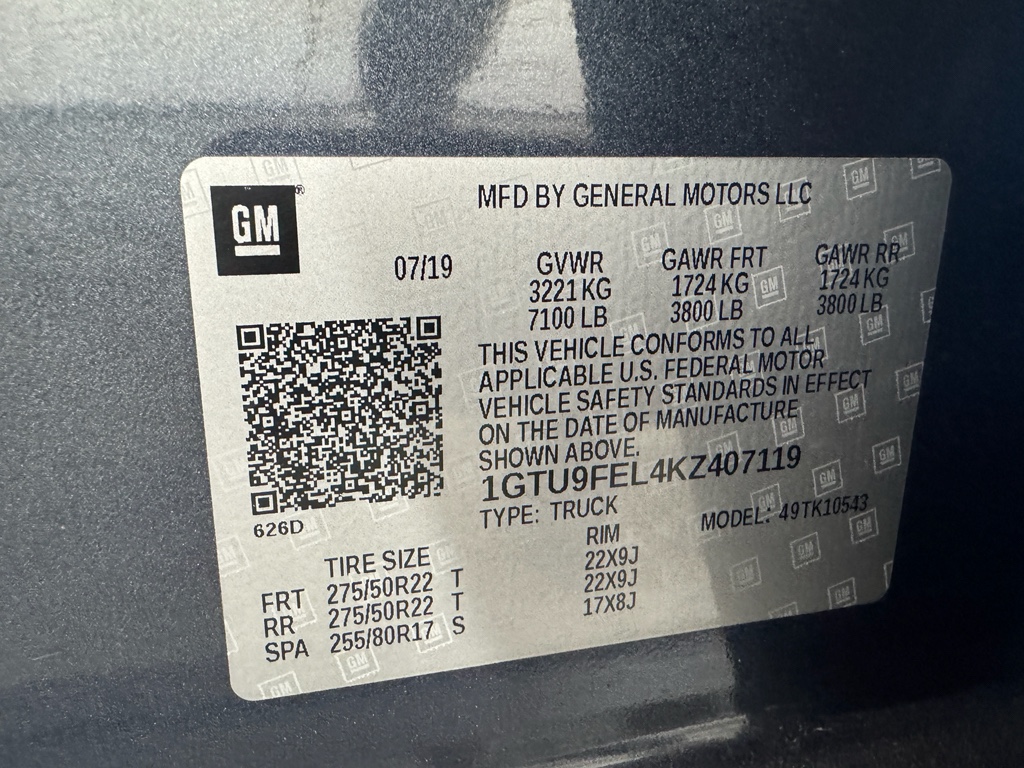 GM®
MFD BY GENERAL MOTORS LLC
07/19
GVWR GAWR FRT GAWR RR
3221 KG 1724 KG 1724 KG
7100 LB 3800 LB 3800 LB
THIS VEHICLE CONFORMS TO ALL
APPLICABLE U.S. FEDERAL MOTOR
VEHICLE SAFETY STANDARDS IN EFFECT
ON THE DATE OF MANUFACTURE
SHOWN ABOVE.
1GTU9FEL4KZ407119
TYPE: TRUCK MODEL: 49TK10543
626D
TIRE SIZE RIM
FRT 275/50R22 T 22X9J
RR 275/50R22 T 22X9J
SPA 255/80R17 S 17X8J